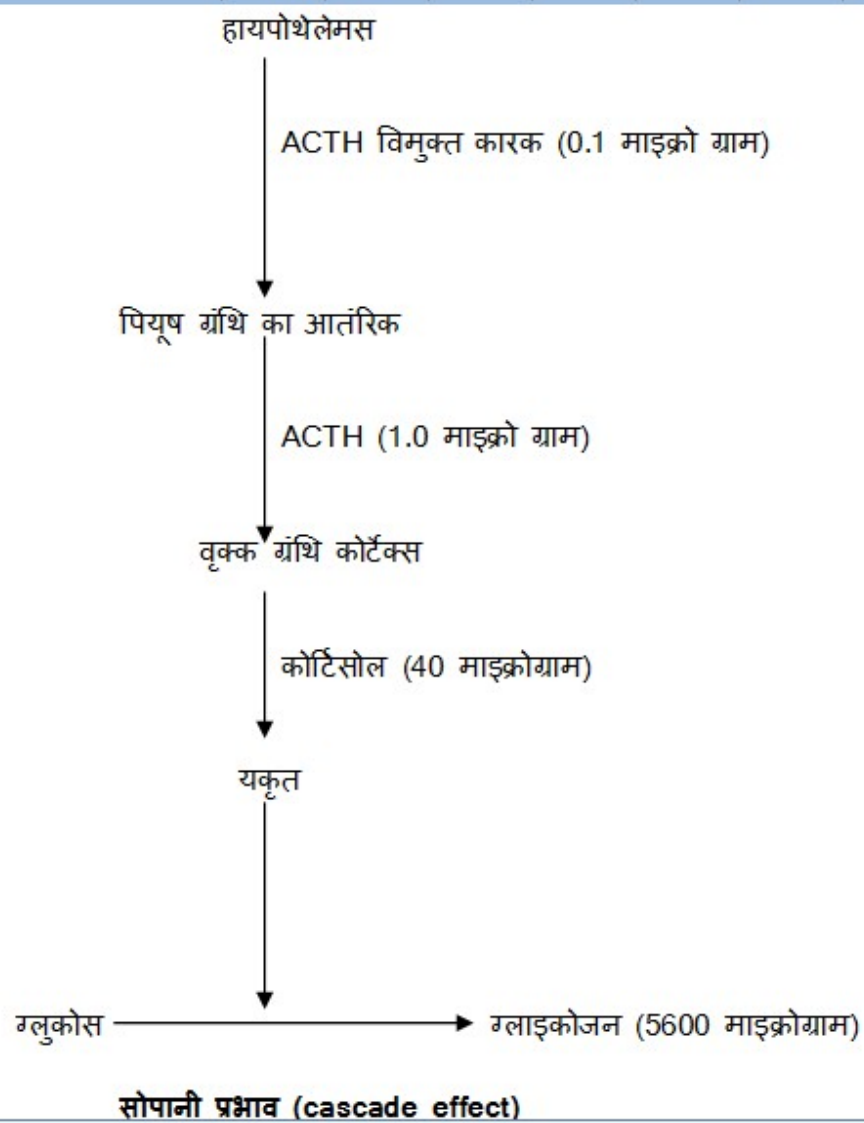 हायपोथेलेमस
ACTH विमुक्त कारक (0.1 माइक्रो ग्राम)
पियूष ग्रंथि का आतंरिक
ACTH (1.0 माइक्रो ग्राम)
वृक्क ग्रंथि कोर्टेक्स
कोर्टिसोल (40 माइक्रोग्राम)
यकृत
ग्लुकोस ग्लाइकोजन (5600 माइक्रोग्राम)
सोपानी प्रभाव (cascade effect)